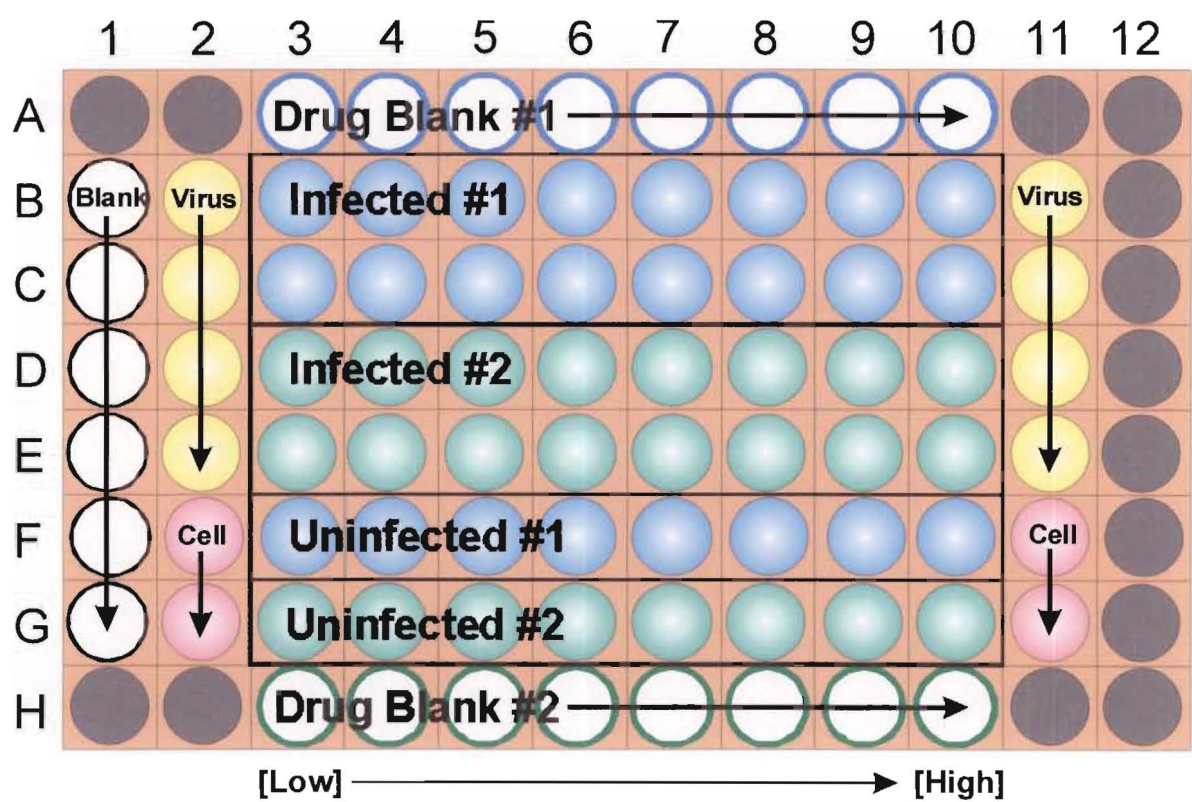 1 2 3 4 5 6 7 8 9 10 11 12
A Drug Blank #1
B Blank Virus Infected #1 Virus
C
D Infected #2
E
F Cell Uninfected #1 Cell
G Uninfected #2
H Drug Blank #2
[Low] [High]